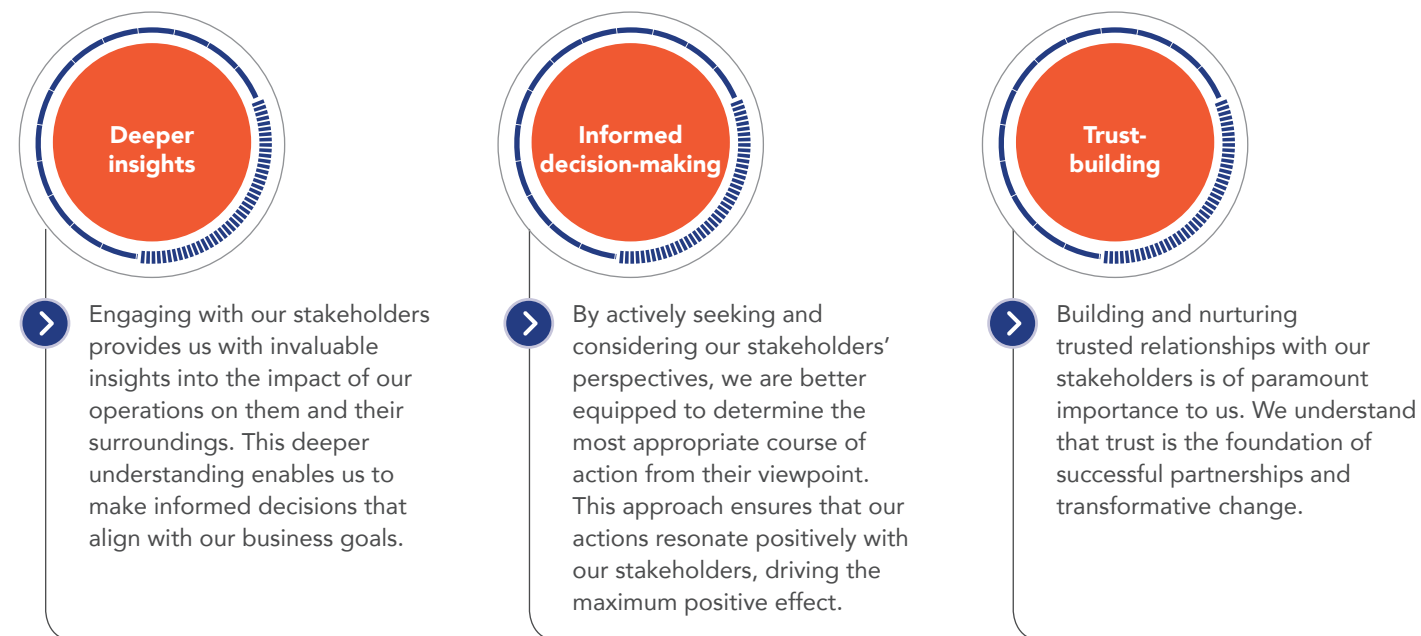 Deeper
insights
Engaging with our stakeholders
provides us with invaluable
insights into the impact of our
operations on them and their
surroundings. This deeper
understanding enables us to
make informed decisions that
align with our business goals.
Informed
decision-making
By actively seeking and
considering our stakeholders’
perspectives, we are better
equipped to determine the
most appropriate course of
action from their viewpoint.
This approach ensures that our
actions resonate positively with
our stakeholders, driving the
maximum positive effect.
Trust-
building
Building and nurturing
trusted relationships with our
stakeholders is of paramount
importance to us. We understand
that trust is the foundation of
successful partnerships and
transformative change.